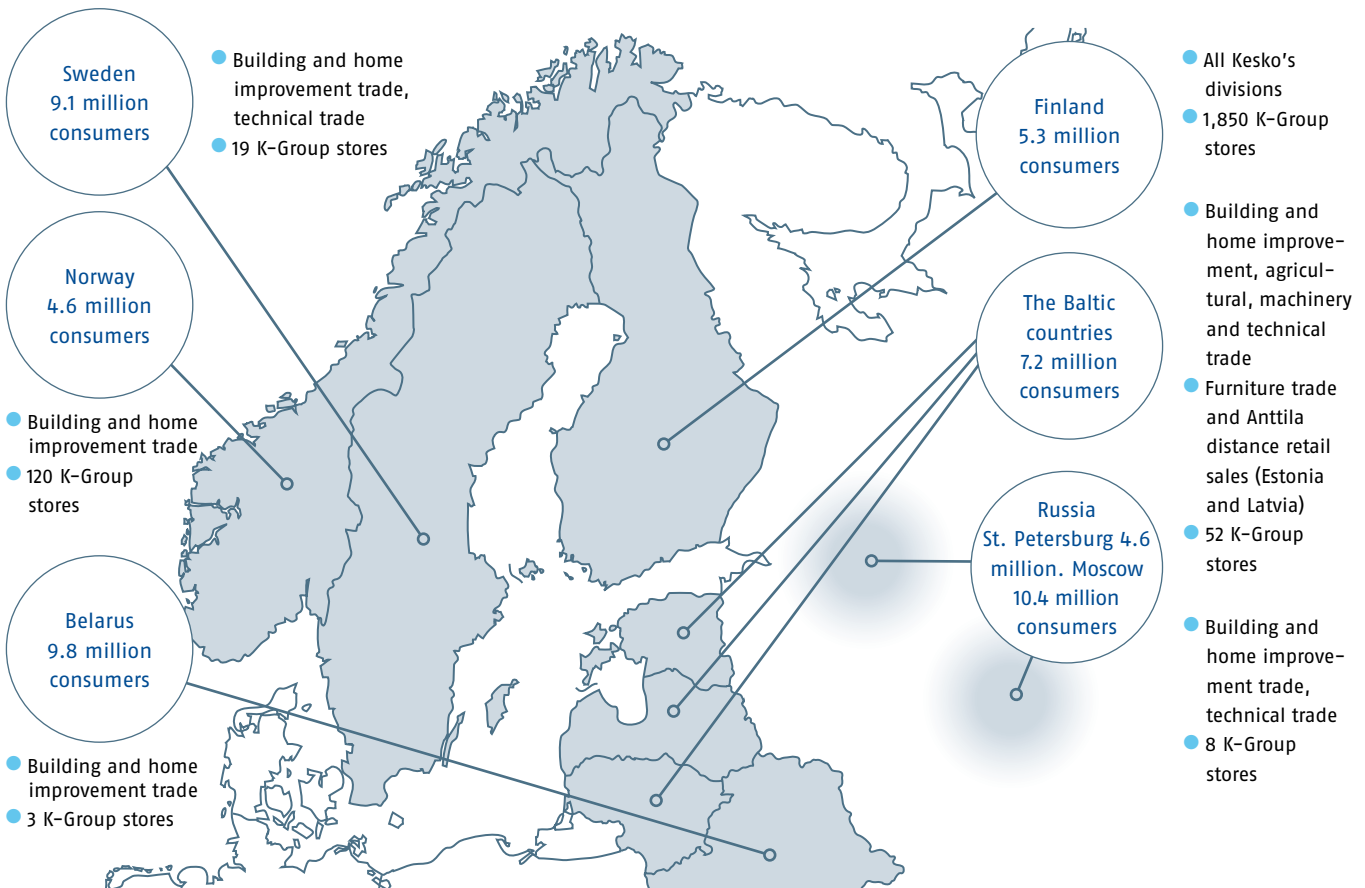 Sweden
9.1 million
consumers
Building and home
improvement trade,
technical trade
19 K-Group stores
Norway
4.6 million
consumers
Building and home
improvement trade
120 K-Group
stores
Belarus
9.8 million
consumers
Building and home
improvement trade
3 K-Group stores
Finland
5.3 million
consumers
All Kesko's
divisions
1,850 K-Group
stores
The Baltic
countries
7.2 million
consumers
Building and
home improve-
ment, agricul-
tural, machinery
and technical
trade
Furniture trade
and Anttila
distance retail
sales (Estonia
and Latvia)
52 K-Group
stores
Russia
St. Petersburg 4.6
million. Moscow
10.4 million
consumers
Building and
home improve-
ment trade,
technical trade
8 K-Group
stores